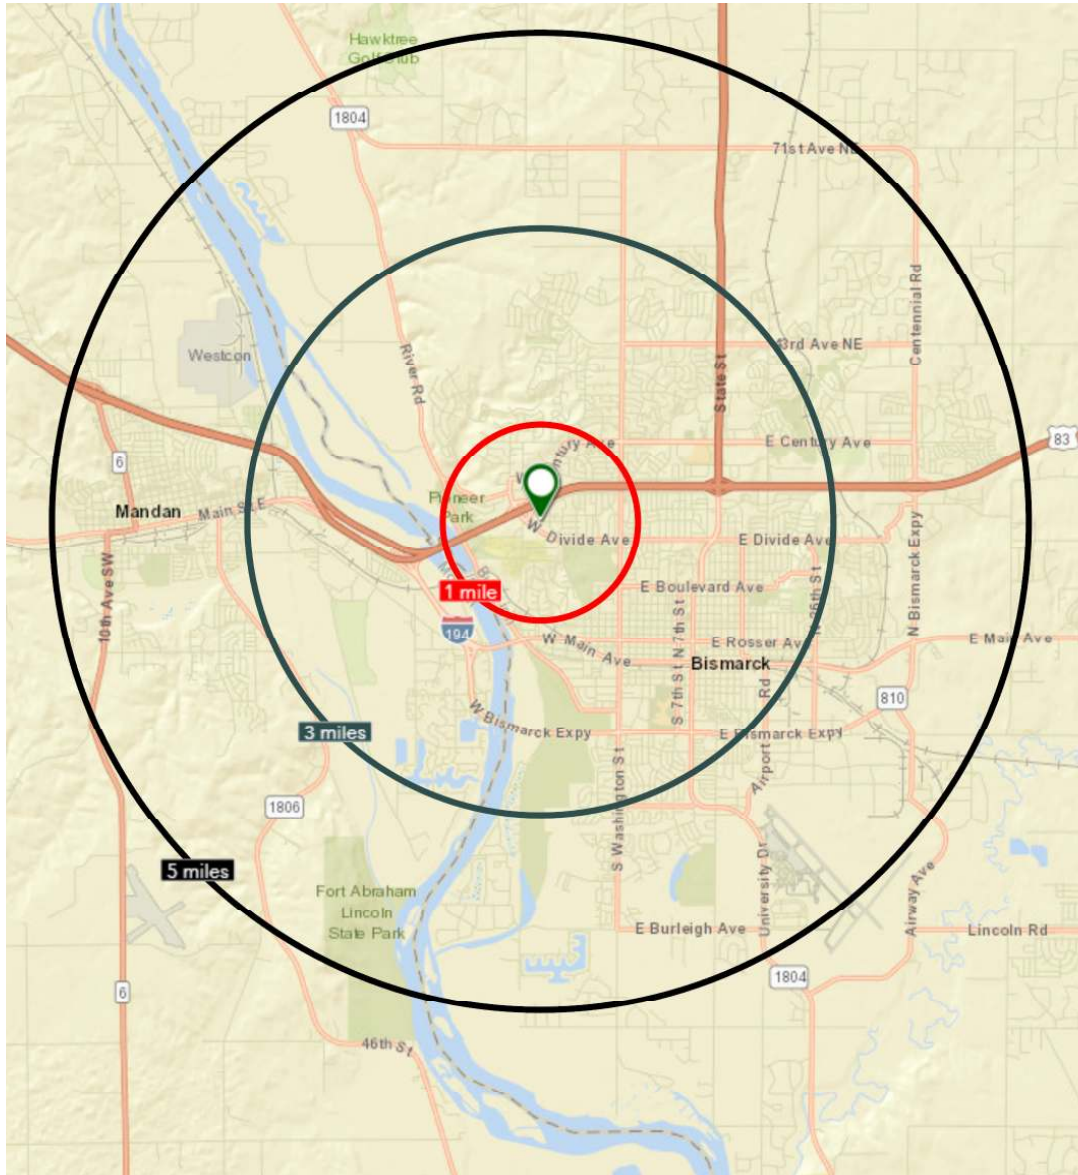 Hawktree
Golf Club
1804
71st Ave NE
Centennial Rd
43rd Ave NE
Westcon
River Rd
State St
W Century Ave
E Century Ave
83
6
Mandan
Main St E
Pioneer
Park
W Divide Ave
E Divide Ave
N Bismarck Expy
1 mile
E Boulevard Ave
N 26th St
194
10th Ave SW
W Main Ave
E Rosser Ave
E Main Ave
Bismarck
S 7th St
N 7th St
810
3 miles
W Bismarck Expy
E Bismarck Expy
Airport Rd
1806
S Washington St
University Dr
5 miles
Airway Ave
Fort Abraham
Lincoln
State Park
E Burleigh Ave
Lincoln Rd
1804
6
46th St